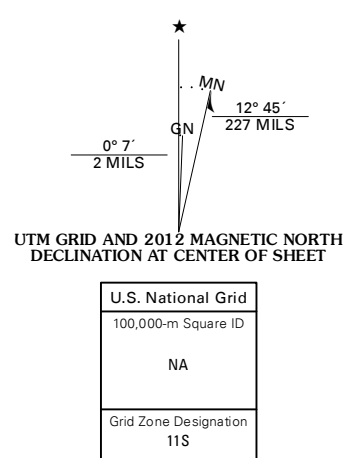 ★
MN
12° 45´
227 MILS
GN
0° 7´
2 MILS
UTM GRID AND 2012 MAGNETIC NORTH
DECLINATION AT CENTER OF SHEET
U.S. National Grid
100,000-m Square ID
NA
Grid Zone Designation
11S